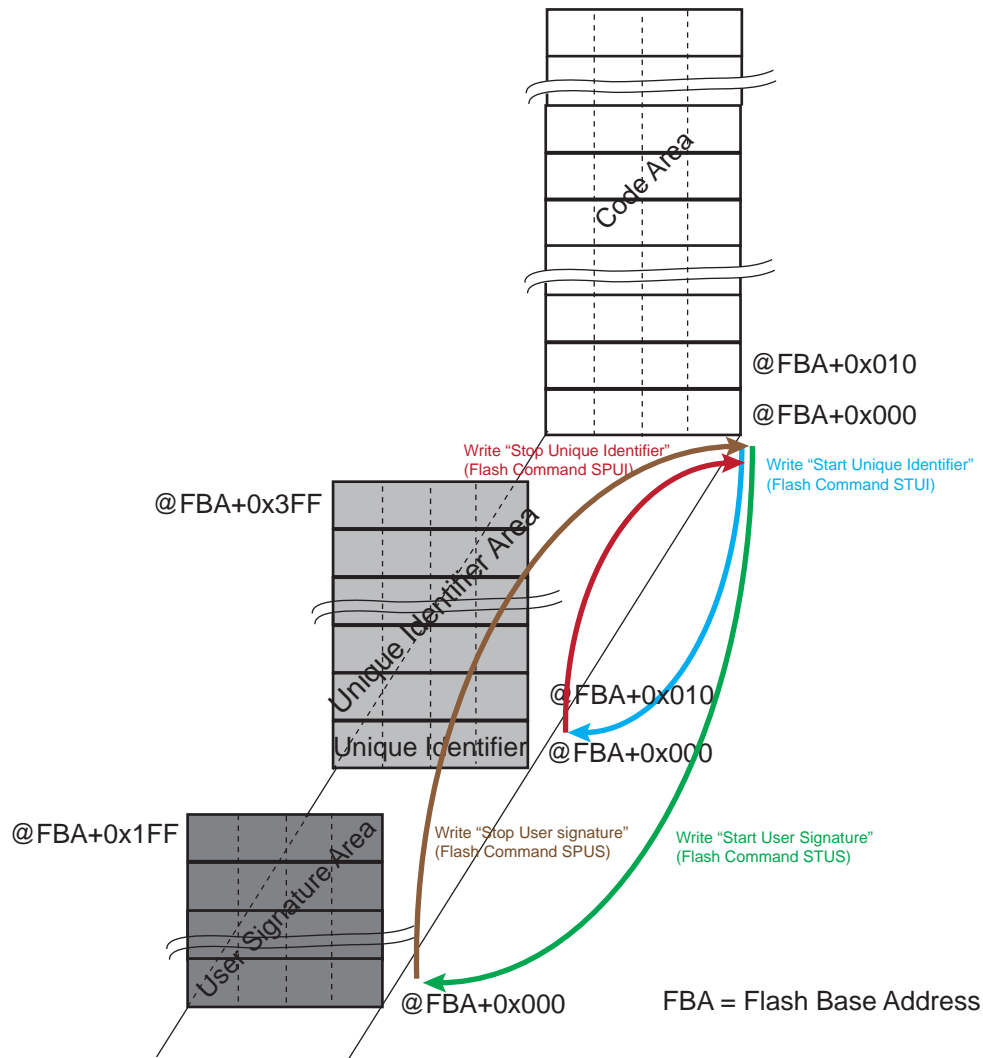 Code Area
@FBA+0x010
@FBA+0x000
Write “Stop Unique Identifier”
(Flash Command SPUI)
Write “Start Unique Identifier”
(Flash Command STUI)
@FBA+0x3FF
Unique Identifier Area
@FBA+0x010
Unique Identifier
@FBA+0x000
@FBA+0x1FF
User Signature Area
Write “Stop User signature”
(Flash Command SPUS)
Write “Start User Signature”
(Flash Command STUS)
@FBA+0x000
FBA = Flash Base Address